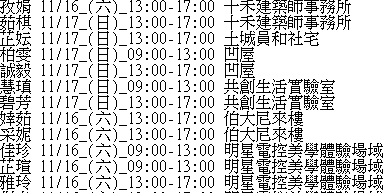 孜娟 11/16_(六)_13:00-17:00 十禾建築師事務所
茹棋 11/17_(日)_13:00-17:00 十禾建築師事務所
芷妘 11/17_(日)_13:00-17:00 土城員和社宅
柏雯 11/17_(日)_09:00-13:00 凹屋
誠毅 11/17_(日)_13:00-17:00 凹屋
慧瑱 11/17_(日)_09:00-13:00 共創生活實驗室
碧芳 11/17_(日)_13:00-17:00 共創生活實驗室
婞茹 11/16_(六)_13:00-17:00 伯大尼來樓
采妮 11/16_(六)_13:00-17:00 伯大尼來樓
佳珍 11/16_(六)_09:00-13:00 明星電控美學體驗場域
芷瑄 11/16_(六)_09:00-13:00 明星電控美學體驗場域
雅玲 11/16_(六)_13:00-17:00 明星電控美學體驗場域